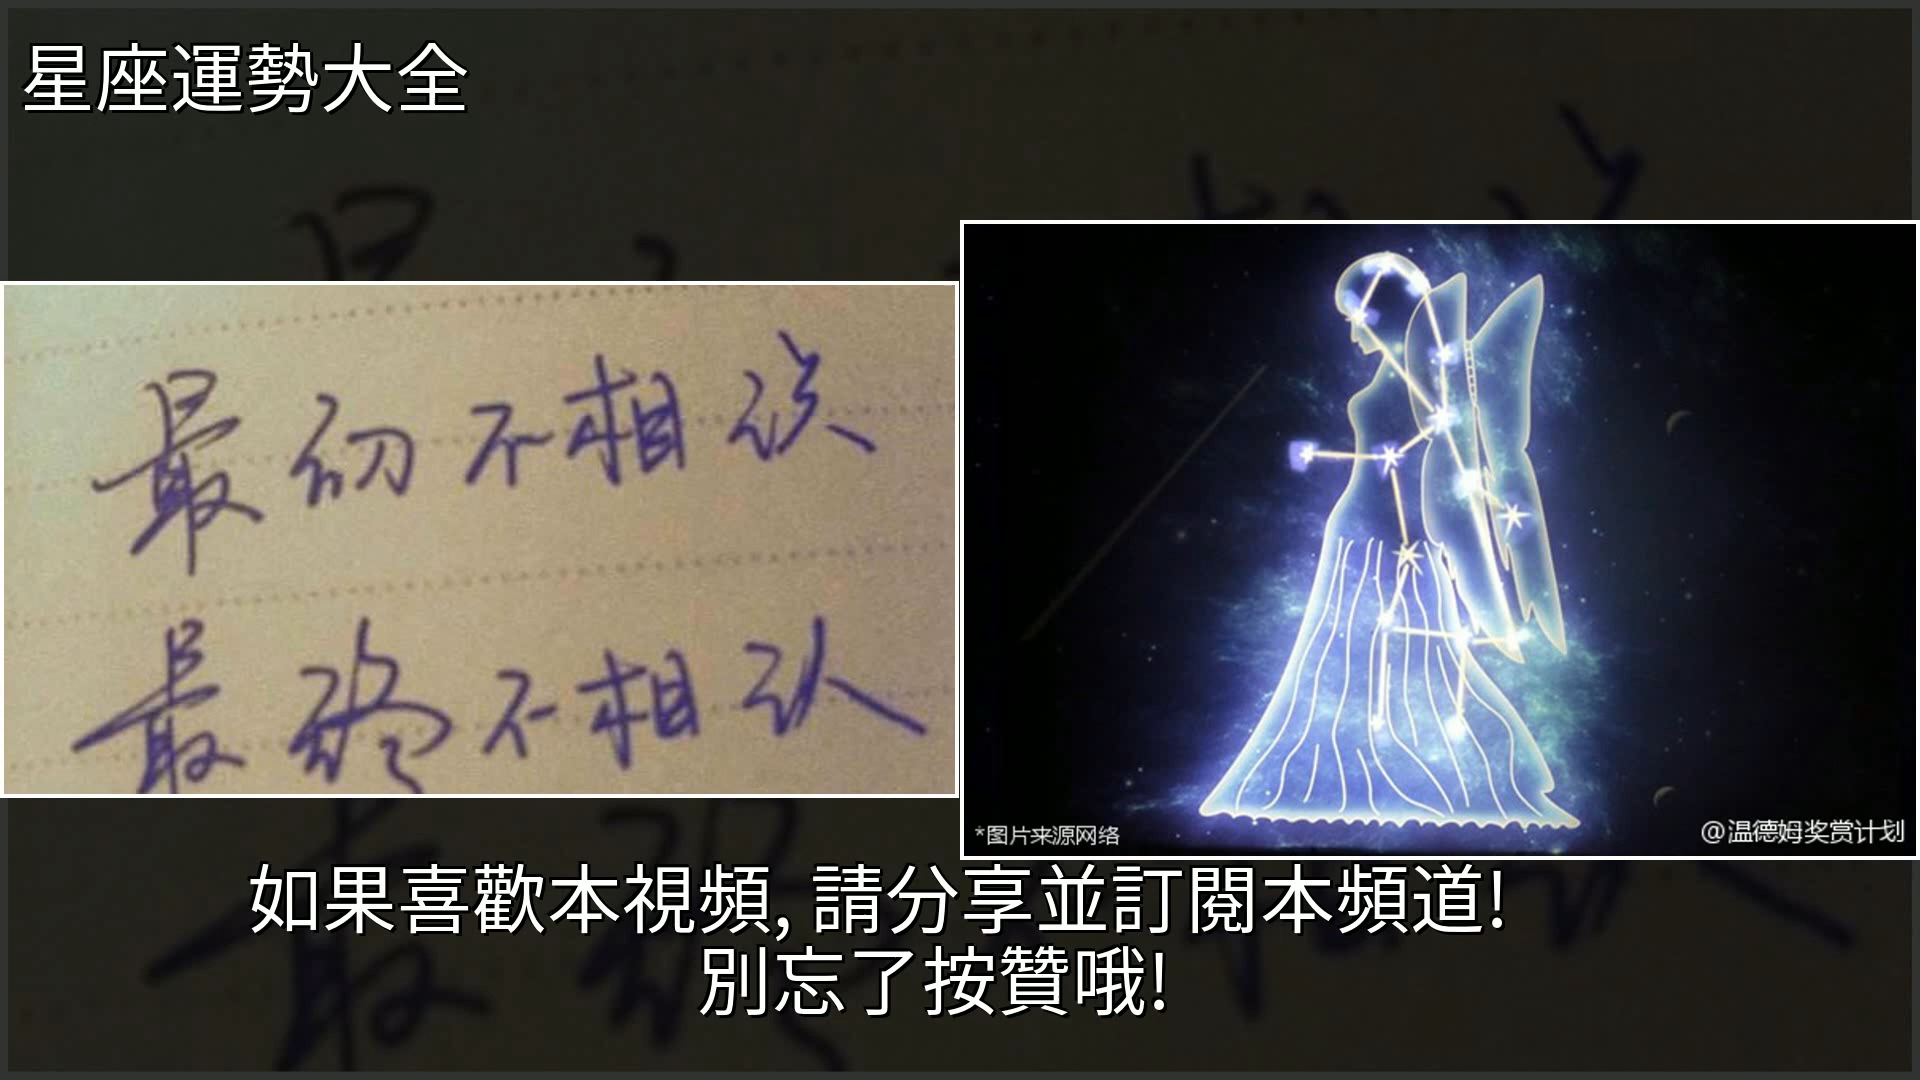 星座運勢大全
最初不相识
最终不相认
*图片来源网络
@温德姆奖赏计划
如果喜歡本視頻, 請分享並訂閱本頻道!
別忘了按贊哦!